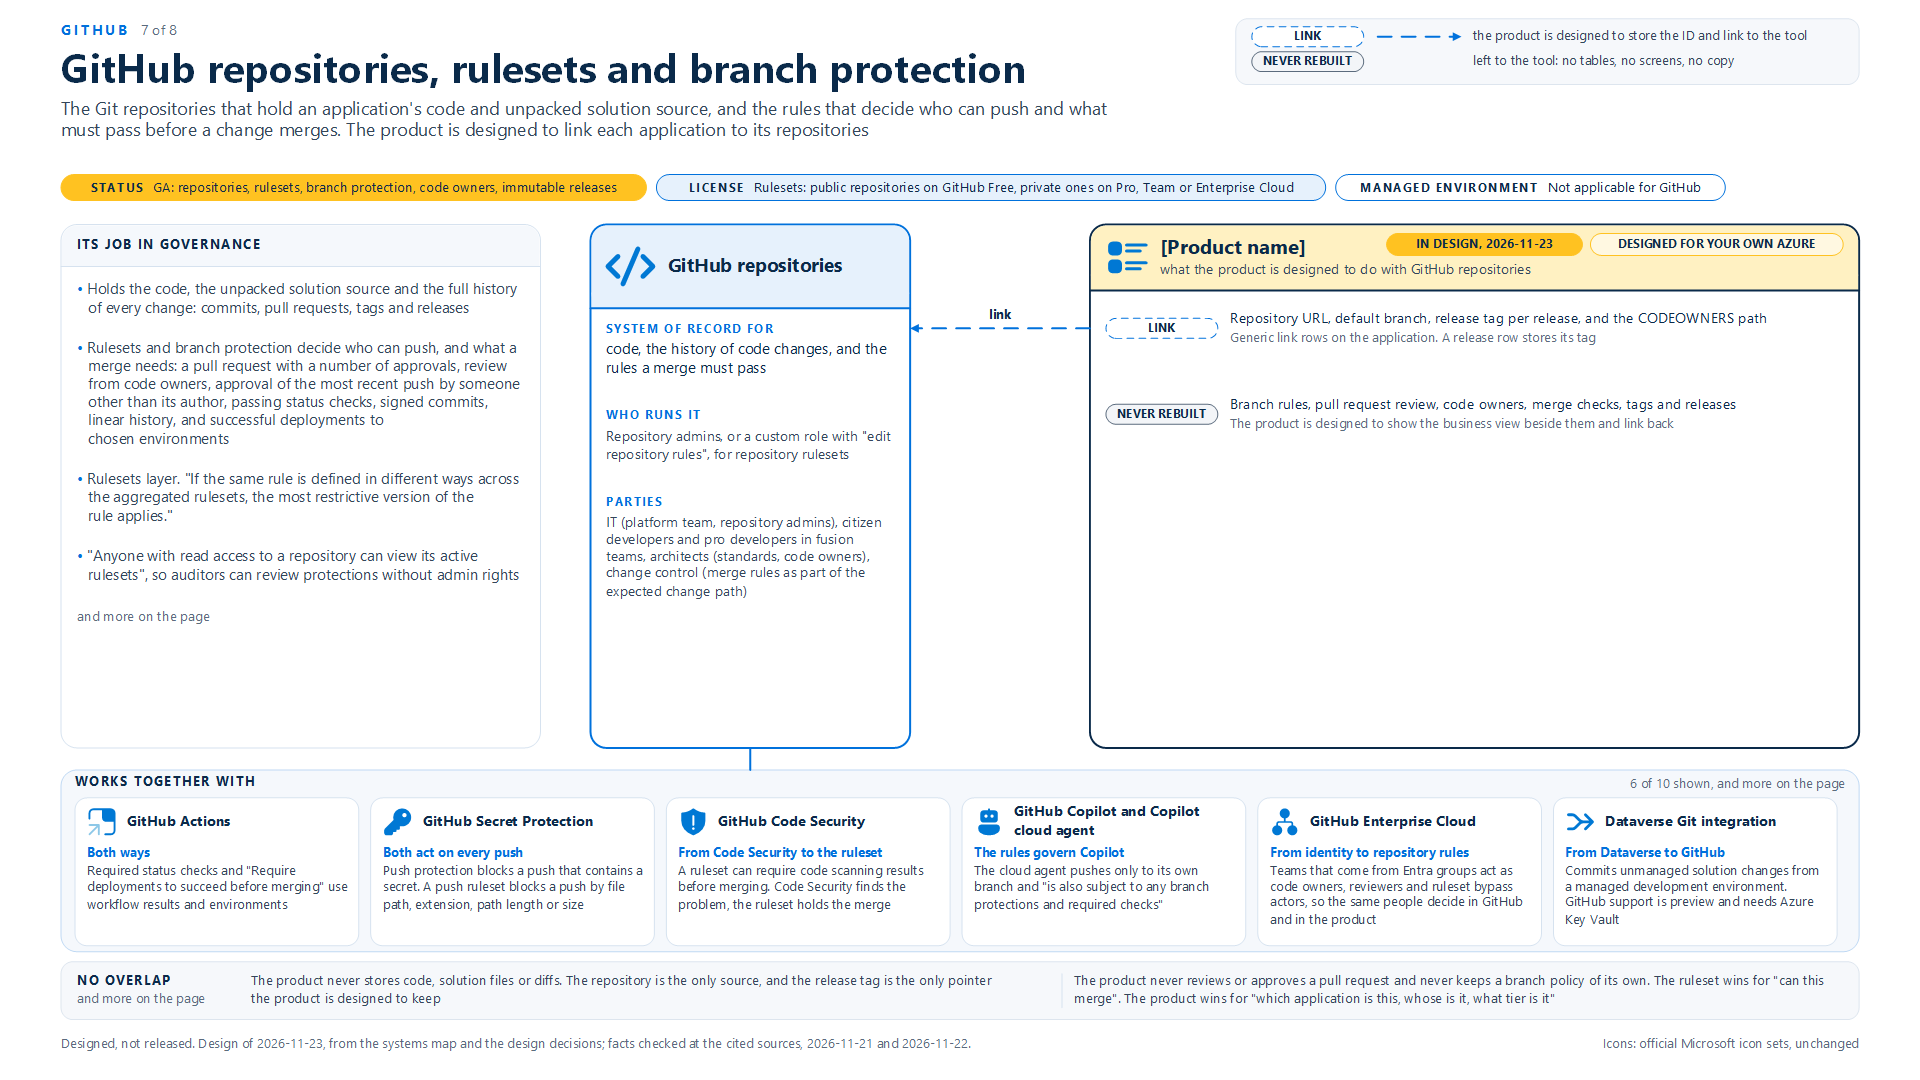 GITHUB 7 of 8
GitHub repositories, rulesets and branch protection
The Git repositories that hold an application's code and unpacked solution source, and the rules that decide who can push and what
must pass before a change merges. The product is designed to link each application to its repositories
LINK the product is designed to store the ID and link to the tool
NEVER REBUILT left to the tool: no tables, no screens, no copy
STATUS GA: repositories, rulesets, branch protection, code owners, immutable releases
LICENSE Rulesets: public repositories on GitHub Free, private ones on Pro, Team or Enterprise Cloud
MANAGED ENVIRONMENT Not applicable for GitHub
ITS JOB IN GOVERNANCE
• Holds the code, the unpacked solution source and the full history
of every change: commits, pull requests, tags and releases
• Rulesets and branch protection decide who can push, and what a
merge needs: a pull request with a number of approvals, review
from code owners, approval of the most recent push by someone
other than its author, passing status checks, signed commits,
linear history, and successful deployments to
chosen environments
• Rulesets layer. "If the same rule is defined in different ways across
the aggregated rulesets, the most restrictive version of the
rule applies."
• "Anyone with read access to a repository can view its active
rulesets", so auditors can review protections without admin rights
and more on the page
GitHub repositories
SYSTEM OF RECORD FOR
code, the history of code changes, and the
rules a merge must pass
WHO RUNS IT
Repository admins, or a custom role with "edit
repository rules", for repository rulesets
PARTIES
IT (platform team, repository admins), citizen
developers and pro developers in fusion
teams, architects (standards, code owners),
change control (merge rules as part of the
expected change path)
link
[Product name]
IN DESIGN, 2026-11-23
DESIGNED FOR YOUR OWN AZURE
what the product is designed to do with GitHub repositories
LINK
Repository URL, default branch, release tag per release, and the CODEOWNERS path
Generic link rows on the application. A release row stores its tag
NEVER REBUILT
Branch rules, pull request review, code owners, merge checks, tags and releases
The product is designed to show the business view beside them and link back
WORKS TOGETHER WITH
6 of 10 shown, and more on the page
GitHub Actions
Both ways
Required status checks and "Require
deployments to succeed before merging" use
workflow results and environments
GitHub Secret Protection
Both act on every push
Push protection blocks a push that contains a
secret. A push ruleset blocks a push by file
path, extension, path length or size
GitHub Code Security
From Code Security to the ruleset
A ruleset can require code scanning results
before merging. Code Security finds the
problem, the ruleset holds the merge
GitHub Copilot and Copilot
cloud agent
The rules govern Copilot
The cloud agent pushes only to its own
branch and "is also subject to any branch
protections and required checks"
GitHub Enterprise Cloud
From identity to repository rules
Teams that come from Entra groups act as
code owners, reviewers and ruleset bypass
actors, so the same people decide in GitHub
and in the product
Dataverse Git integration
From Dataverse to GitHub
Commits unmanaged solution changes from
a managed development environment.
GitHub support is preview and needs Azure
Key Vault
NO OVERLAP
and more on the page
The product never stores code, solution files or diffs. The repository is the only source, and the release tag is the only pointer
the product is designed to keep
The product never reviews or approves a pull request and never keeps a branch policy of its own. The ruleset wins for "can this
merge". The product wins for "which application is this, whose is it, what tier is it"
Designed, not released. Design of 2026-11-23, from the systems map and the design decisions; facts checked at the cited sources, 2026-11-21 and 2026-11-22.
Icons: official Microsoft icon sets, unchanged